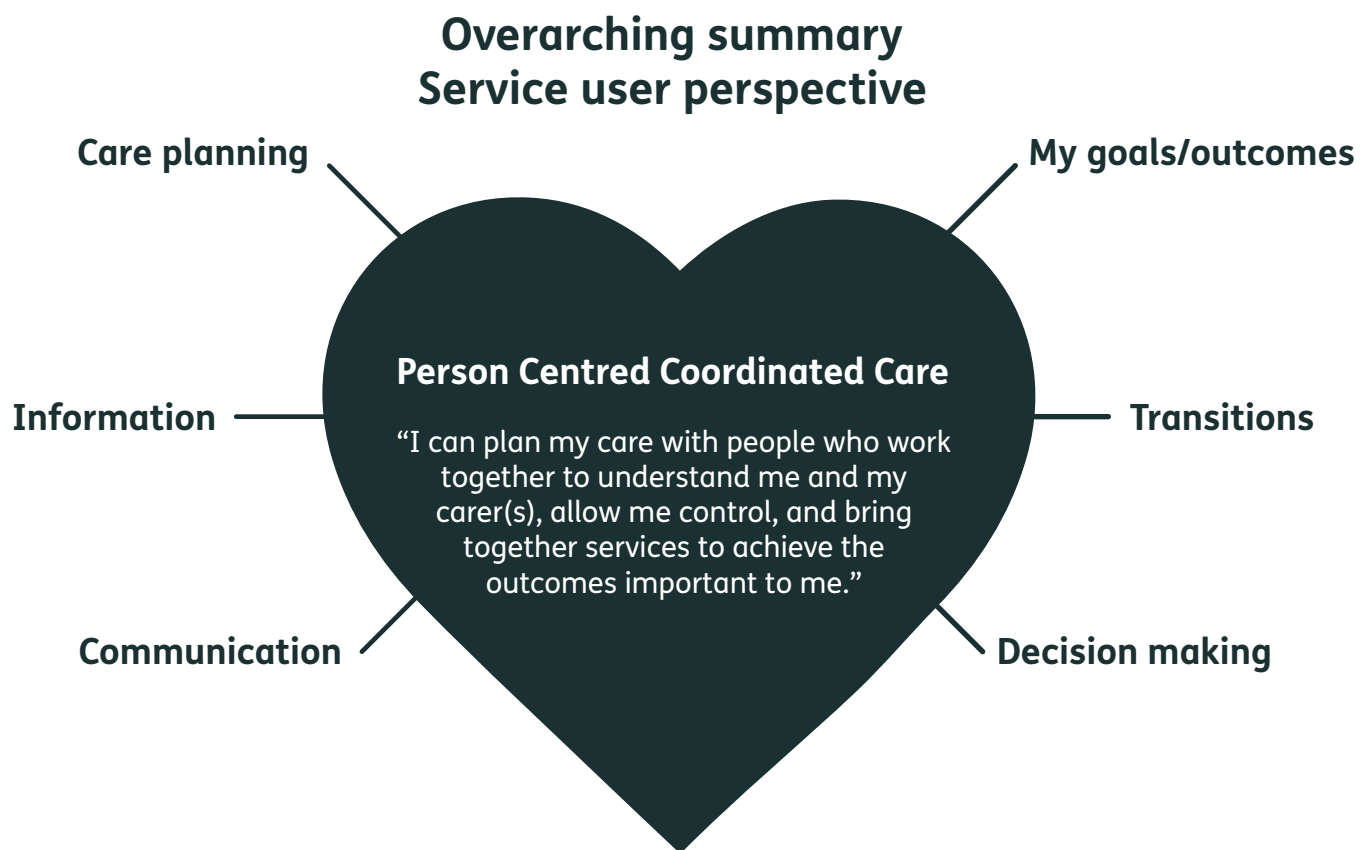 Overarching summary
Service user perspective
Care planning
My goals/outcomes
Person Centred Coordinated Care
Information
Transitions
“I can plan my care with people who work
together to understand me and my
carer(s), allow me control, and bring
together services to achieve the
outcomes important to me.”
Communication
Decision making